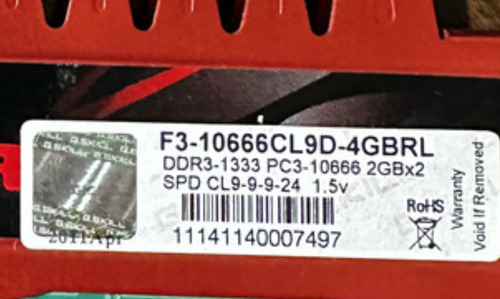 F3-10666CL9D-4GBRL
DDR3-1333 PC3-10666 2GBx2
SPD CL9-9-9-24 1.5v
11141140007497
RoHS
Warranty
Void If Removed
G.SKILL
2011Apr